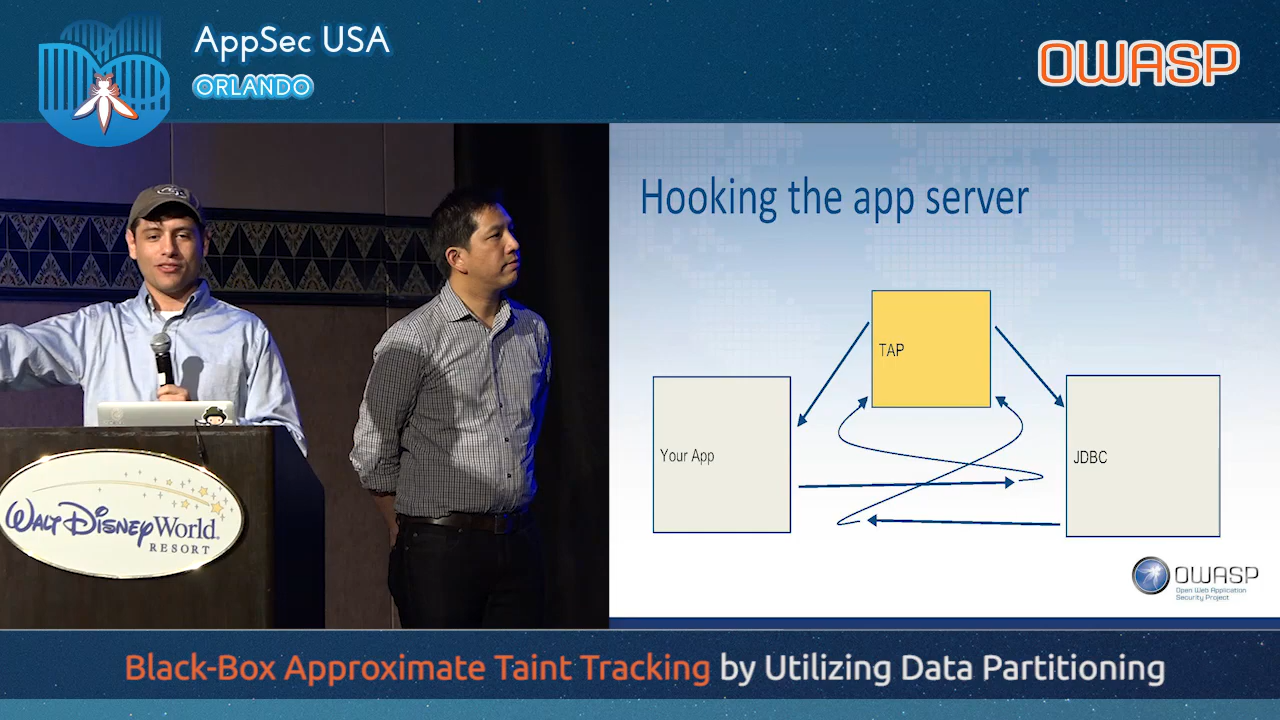 AppSec USA
ORLANDO
OWASP
Hooking the app server
TAP
Your App
JDBC
WALT DISNEY World.
RESORT
OWASP
Open Web Application
Security Project
Black-Box Approximate Taint Tracking by Utilizing Data Partitioning